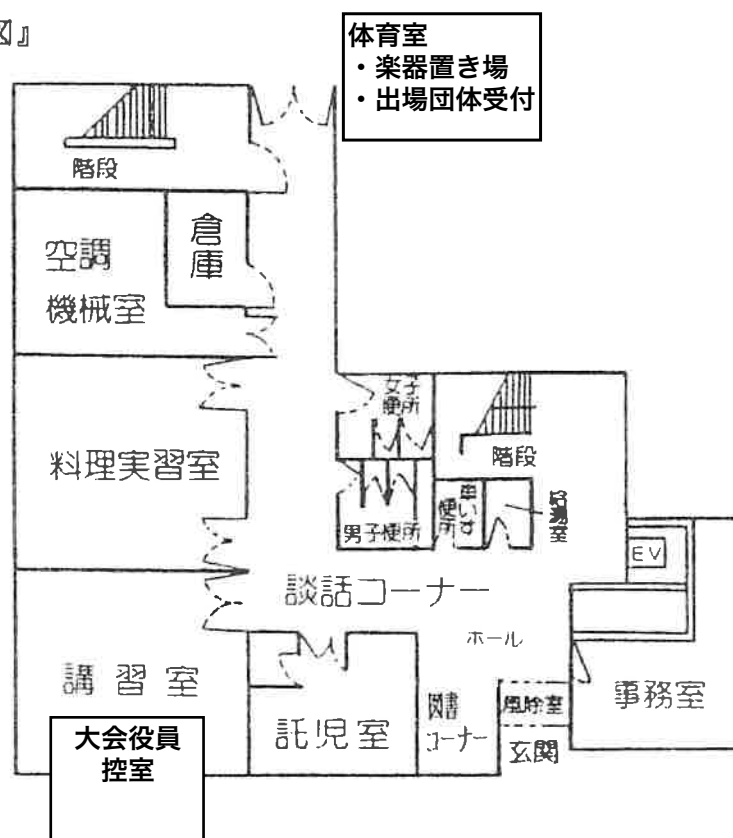 図』
体育室
・楽器置き場
・出場団体受付
階段
倉庫
空調
機械室
女子
便所
料理実習室
階段
男子便所
車いす
便所
給湯室
EV
談話コーナー
ホール
講習室
託児室
図書
コーナー
風除室
玄関
事務室
大会役員
控室